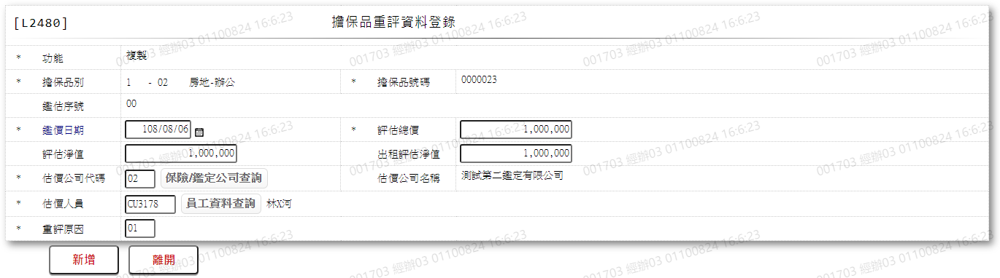 [L2480] 擔保品重評資料登錄
* 功能 複製
* 擔保品別 1 - 02 房地-辦公 * 擔保品號碼 0000023
鑑估序號 00
* 鑑價日期 108/08/06 * 評估總價 1,000,000
評估淨值 1,000,000 出租評估淨值 1,000,000
* 估價公司代碼 02 保險/鑑定公司查詢 估價公司名稱 測試第二鑑定有限公司
* 估價人員 CU3178 員工資料查詢 林X河
* 重評原因 01
新增 離開
001703 經辦03 01100824 16:6:23